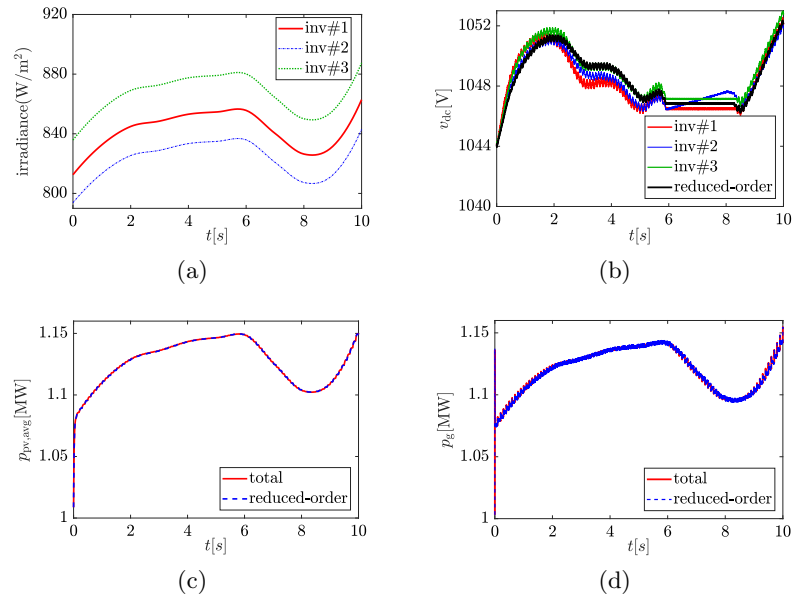 920
880
840
800
irradiance(W/m²)
0 2 4 6 8 10
t[s]
inv#1
inv#2
inv#3
(a)
1052
1048
1044
1040
v_dc[V]
0 2 4 6 8 10
t[s]
inv#1
inv#2
inv#3
reduced-order
(b)
1.15
1.1
1.05
1
p_pv,avg[MW]
0 2 4 6 8 10
t[s]
total
reduced-order
(c)
1.15
1.1
1.05
1
p_g[MW]
0 2 4 6 8 10
t[s]
total
reduced-order
(d)